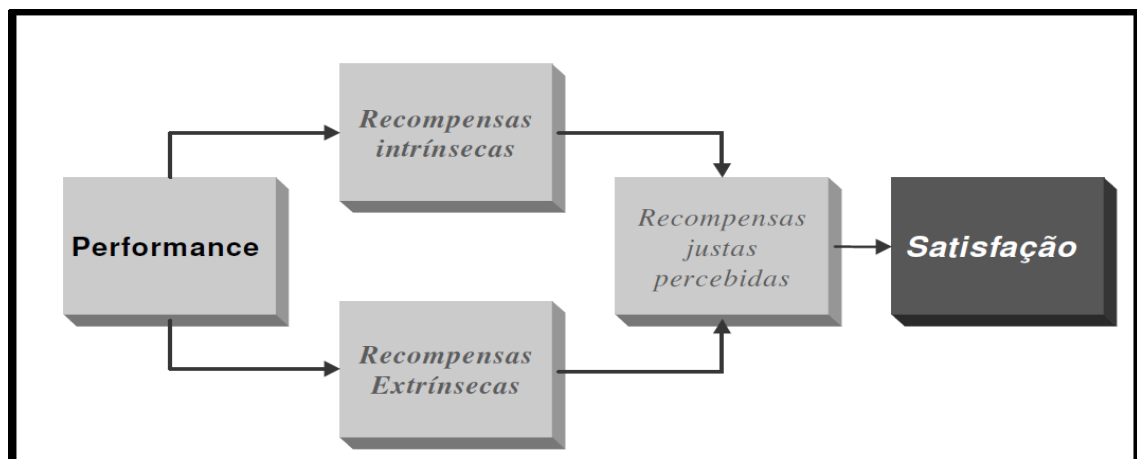 Recompensas
intrínsecas
Performance
Recompensas
justas
percebidas
Satisfação
Recompensas
Extrínsecas